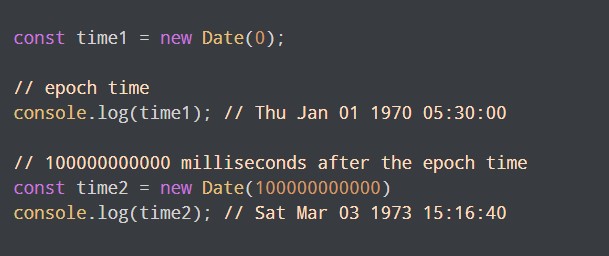 const time1 = new Date(0);
// epoch time
console.log(time1); // Thu Jan 01 1970 05:30:00
// 100000000000 milliseconds after the epoch time
const time2 = new Date(100000000000)
console.log(time2); // Sat Mar 03 1973 15:16:40